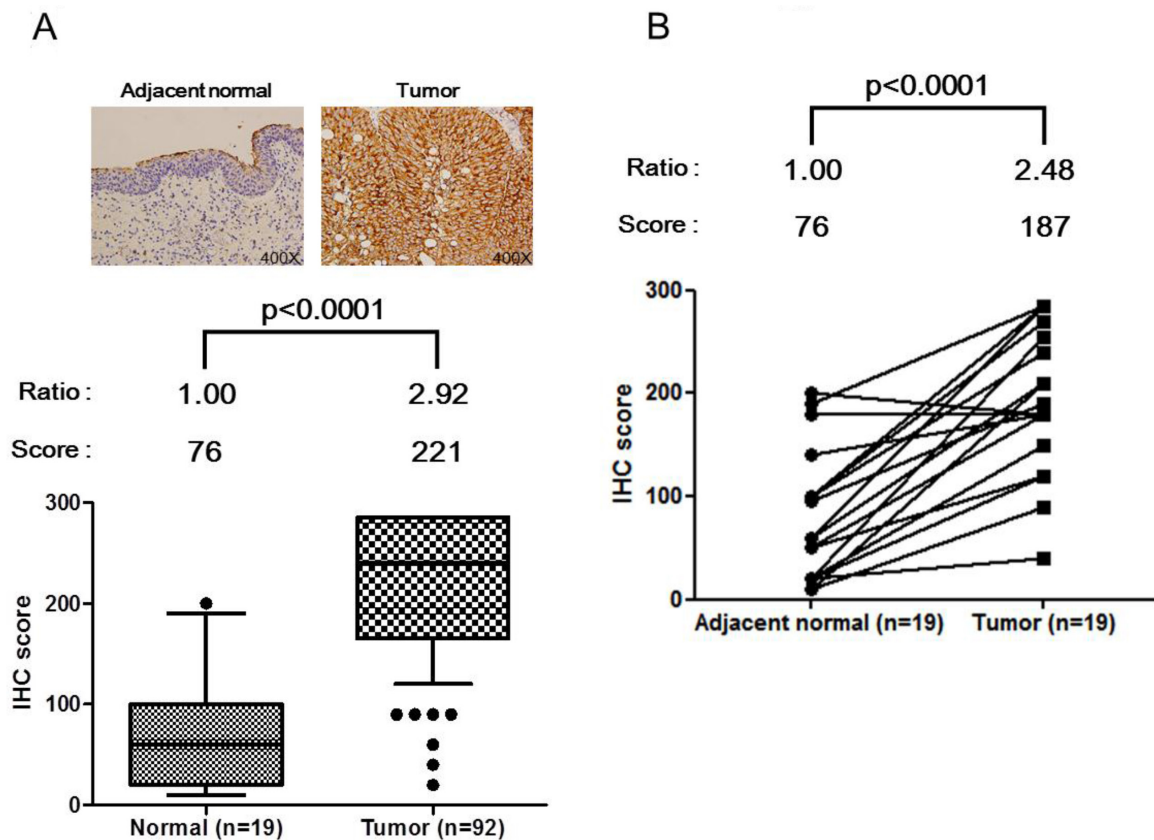 A
Adjacent normal Tumor
400X 400X
p<0.0001
Ratio : 1.00 2.92
Score : 76 221
IHC score
300
200
100
0
Normal (n=19) Tumor (n=92)
B
p<0.0001
Ratio : 1.00 2.48
Score : 76 187
IHC score
300
200
100
0
Adjacent normal (n=19) Tumor (n=19)